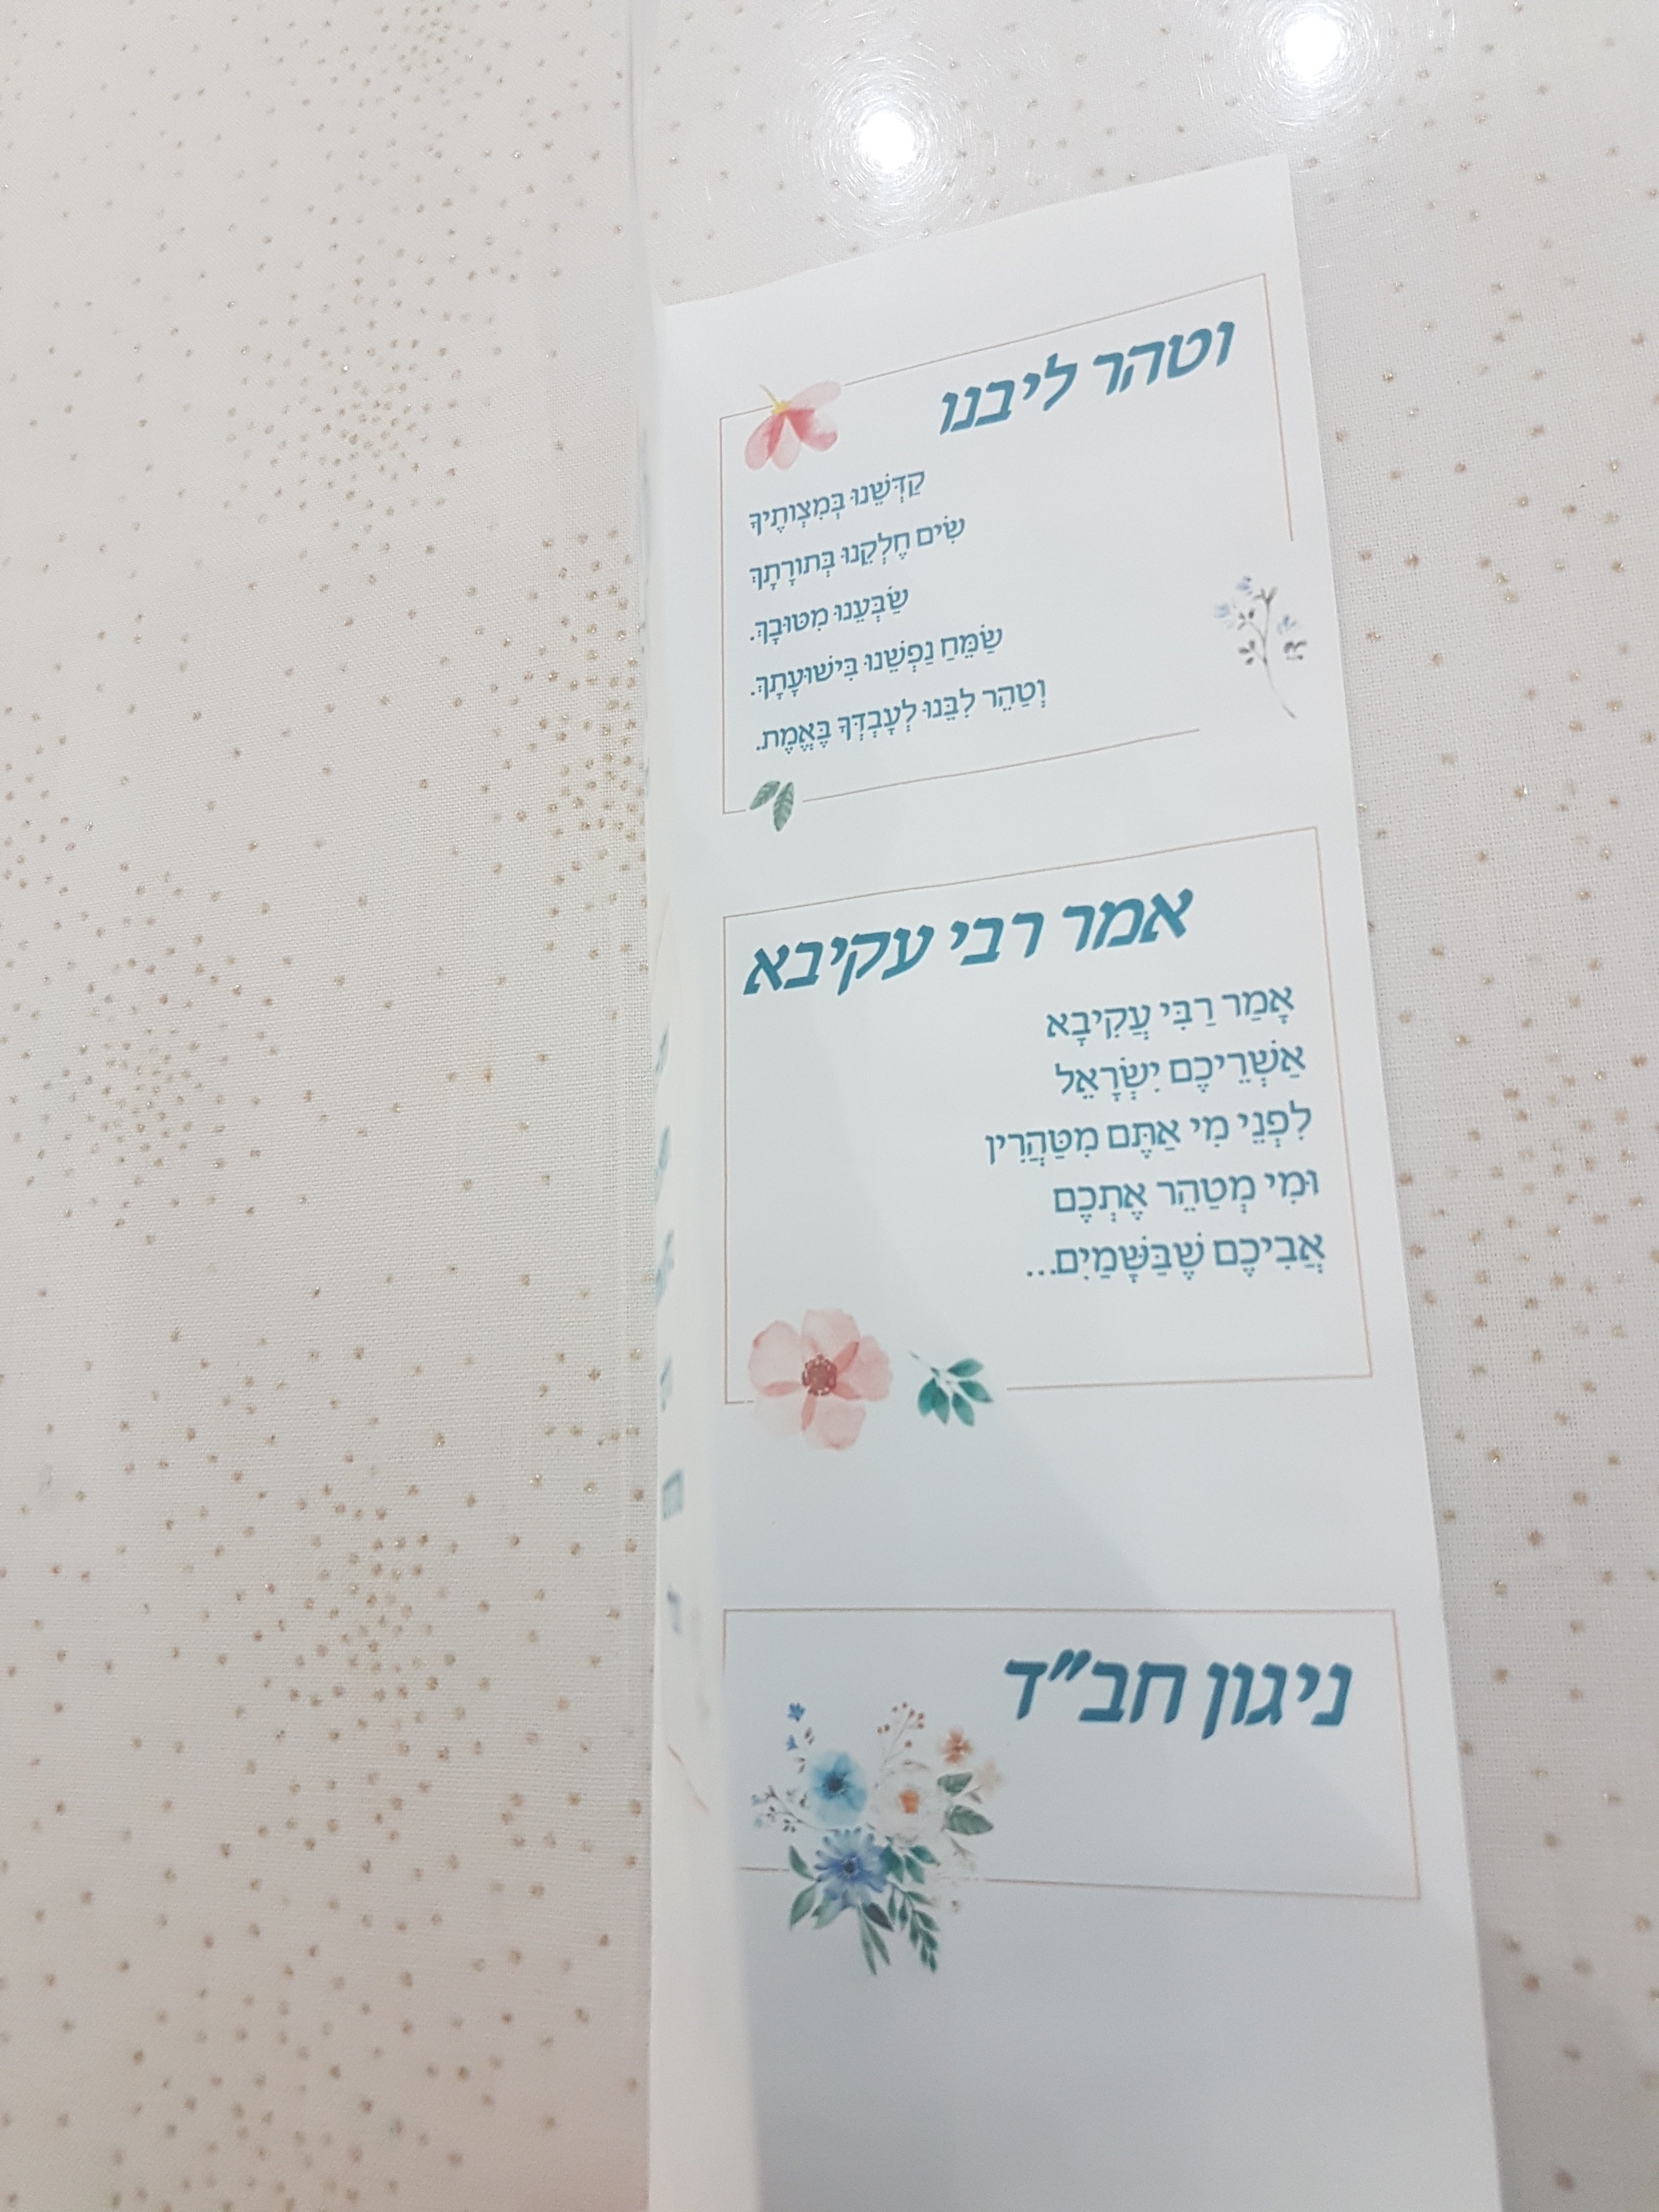 וטהר ליבנו
קַדְּשֵׁנוּ בְּמִצְוֹתֶיךָ
שִׂים חֶלְקֵנוּ בְּתורָתָךְ
שַׂבְּעֵנוּ מִטּוּבָךְ.
שַׂמֵּחַ נַפְשֵׁנוּ בִּישׁוּעָתָךְ.
וְטַהֵר לִבֵּנוּ לְעָבְדְּךָ בֶּאֱמֶת.
אמר רבי עקיבא
אָמַר רַבִּי עֲקִיבָא
אַשְׁרֵיכֶם יִשְׂרָאֵל
לִפְנֵי מִי אַתֶּם מִטַּהֲרִין
וּמִי מְטַהֵר אֶתְכֶם
אֲבִיכֶם שֶׁבַּשָּׁמַיִם...
ניגון חב"ד